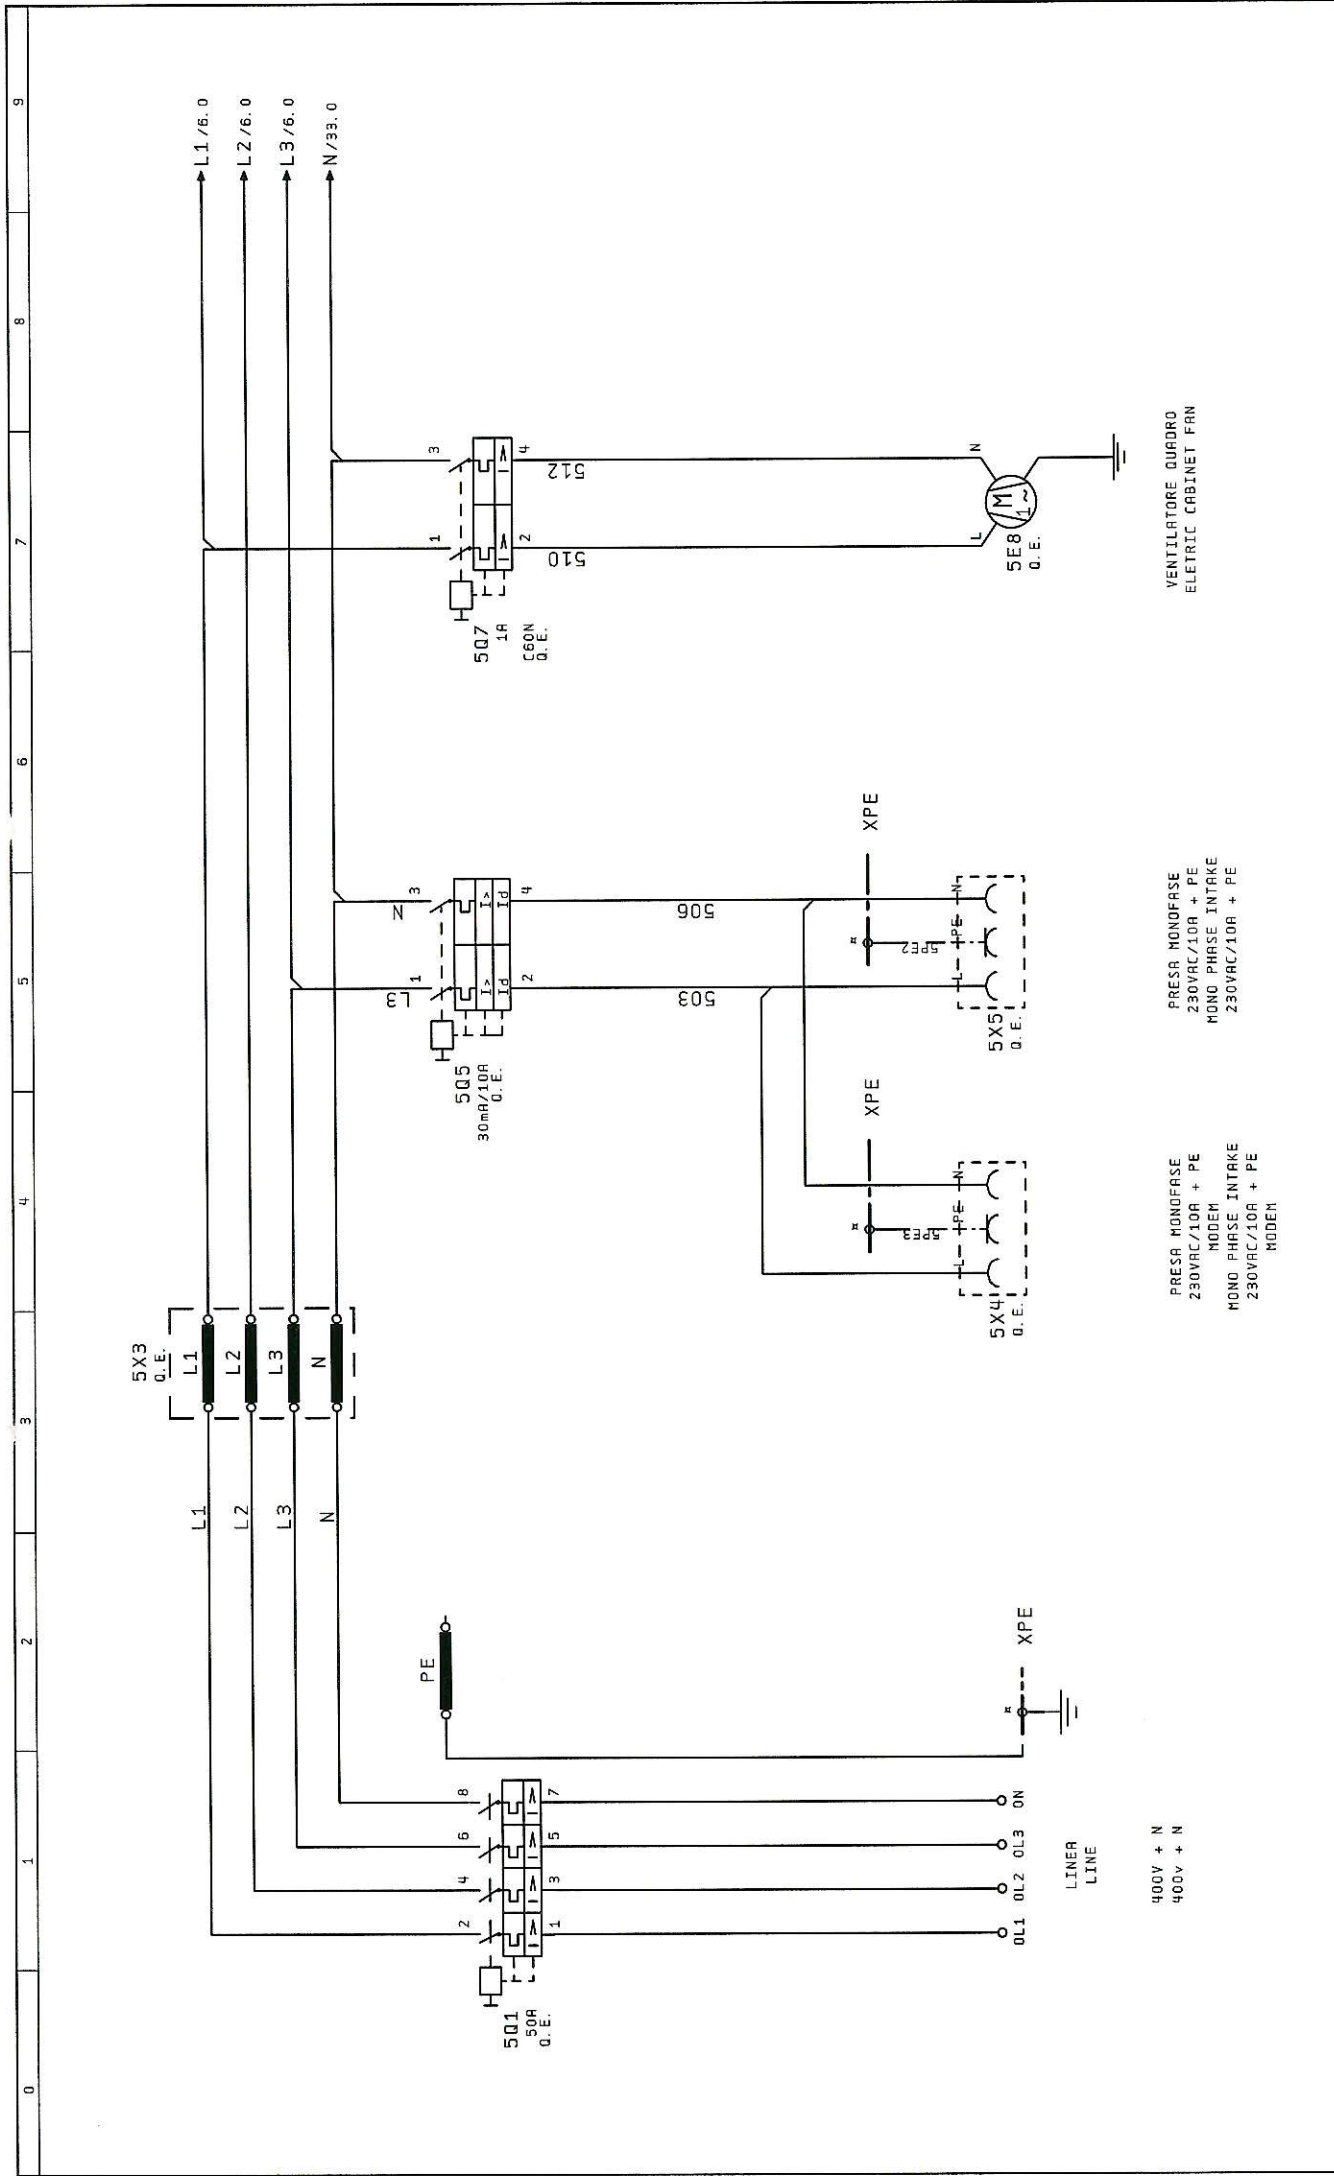 0
1
2
3
4
5
6
7
8
9
5X3
Q.E.
L1
L2
L3
N
L1
L2
L3
N
L1 /6.0
L2 /6.0
L3 /6.0
N /33.0
5Q1
50A
Q.E.
2
4
6
8
I>
I>
I>
I>
1
3
5
7
0L1
0L2
0L3
0N
LINEA
LINE
400V + N
400v + N
PE
¤
XPE
5Q5
30mA/10A
Q.E.
L3
N
1
3
I>
I>
Id
Id
2
4
503
506
¤
XPE
5PE3
L
PE
N
5X4
Q.E.
PRESA MONOFASE
230VAC/10A + PE
MODEM
MONO PHASE INTAKE
230VAC/10A + PE
MODEM
¤
XPE
5PE2
L
PE
N
5X5
Q.E.
PRESA MONOFASE
230VAC/10A + PE
MONO PHASE INTAKE
230VAC/10A + PE
5Q7
1A
C60N
Q.E.
1
3
I>
I>
2
4
510
512
L
N
M
1~
5E8
Q.E.
VENTILATORE QUADRO
ELETRIC CABINET FAN